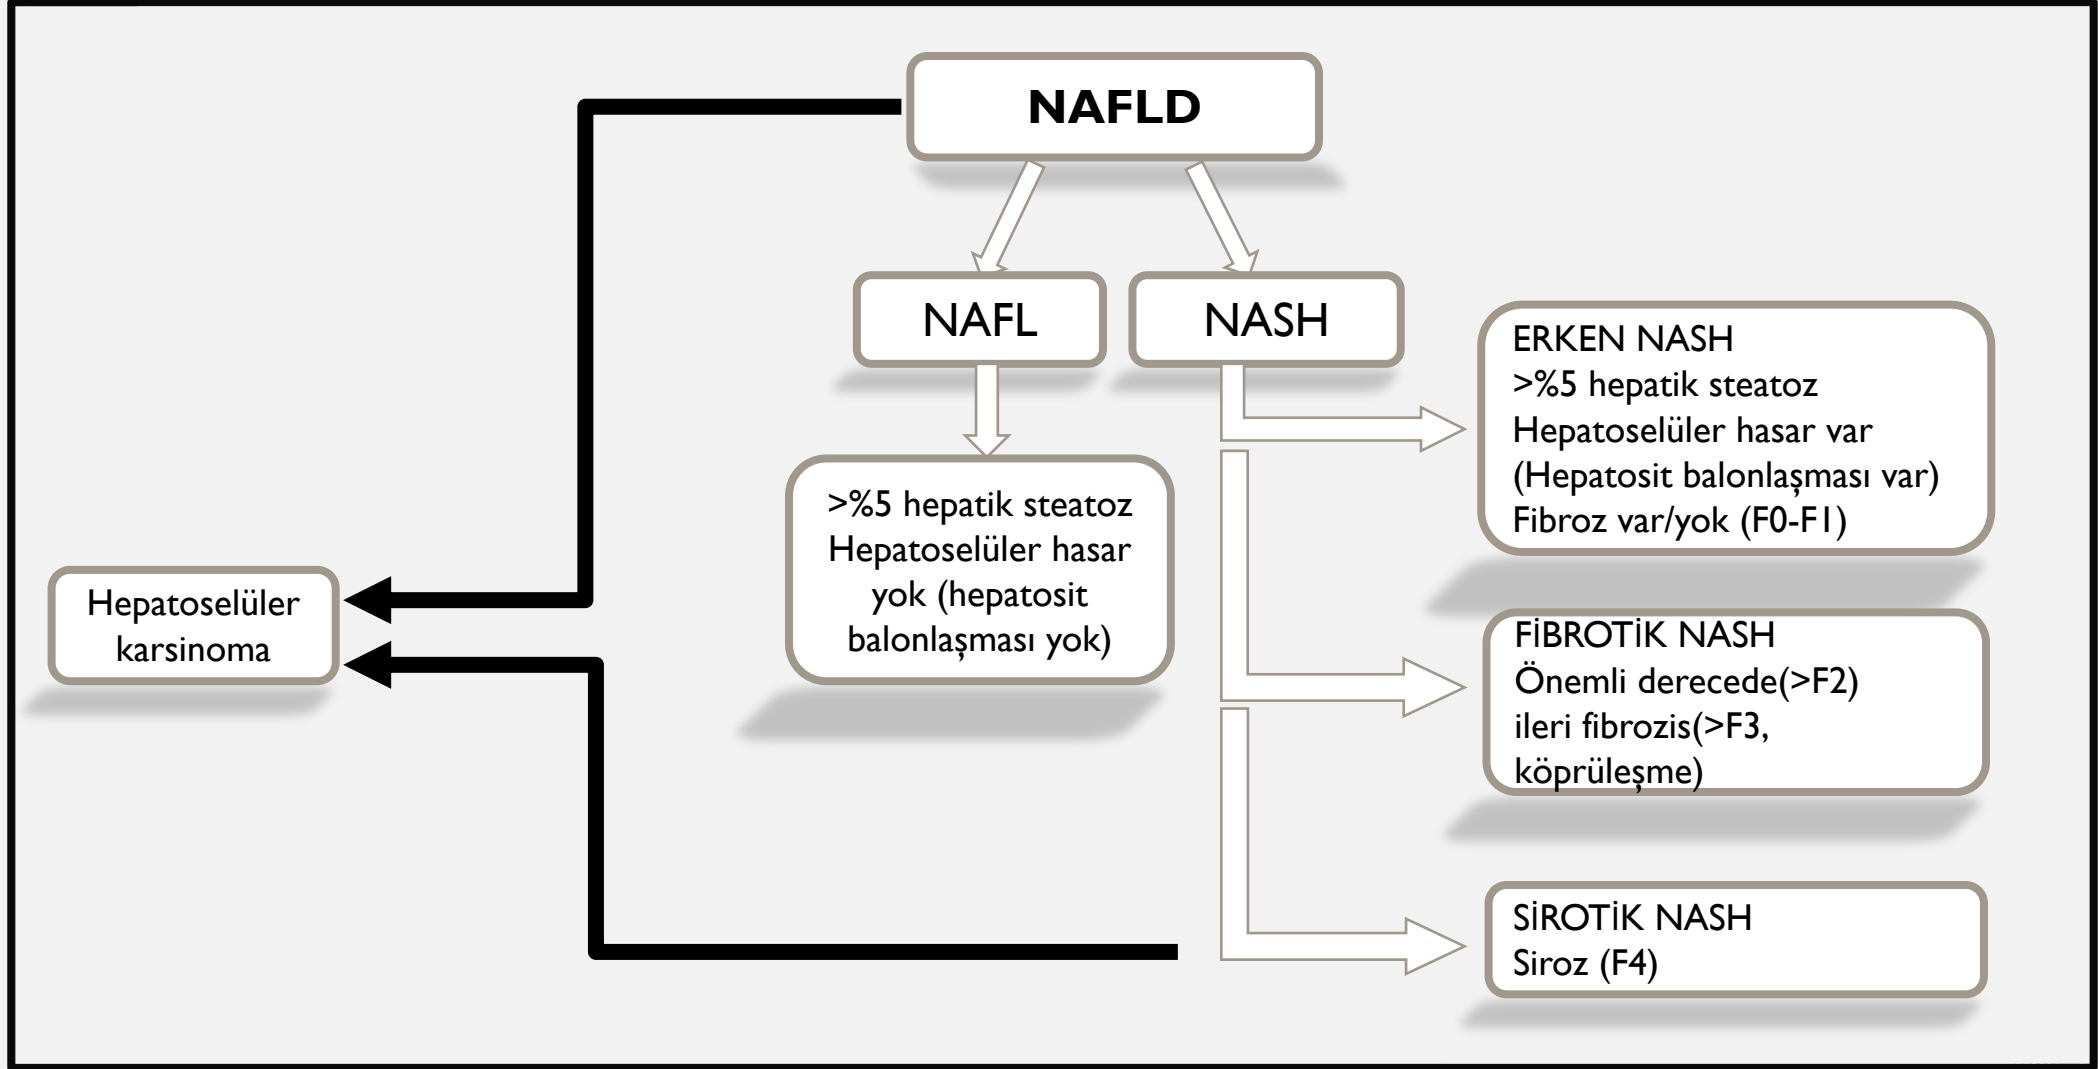 NAFLD
NAFL
NASH
>%5 hepatik steatoz
Hepatoselüler hasar
yok (hepatosit
balonlaşması yok)
ERKEN NASH
>%5 hepatik steatoz
Hepatoselüler hasar var
(Hepatosit balonlaşması var)
Fibroz var/yok (F0-F1)
FİBROTİK NASH
Önemli derecede(>F2)
ileri fibrozis(>F3,
köprüleşme)
SİROTİK NASH
Siroz (F4)
Hepatoselüler
karsinoma